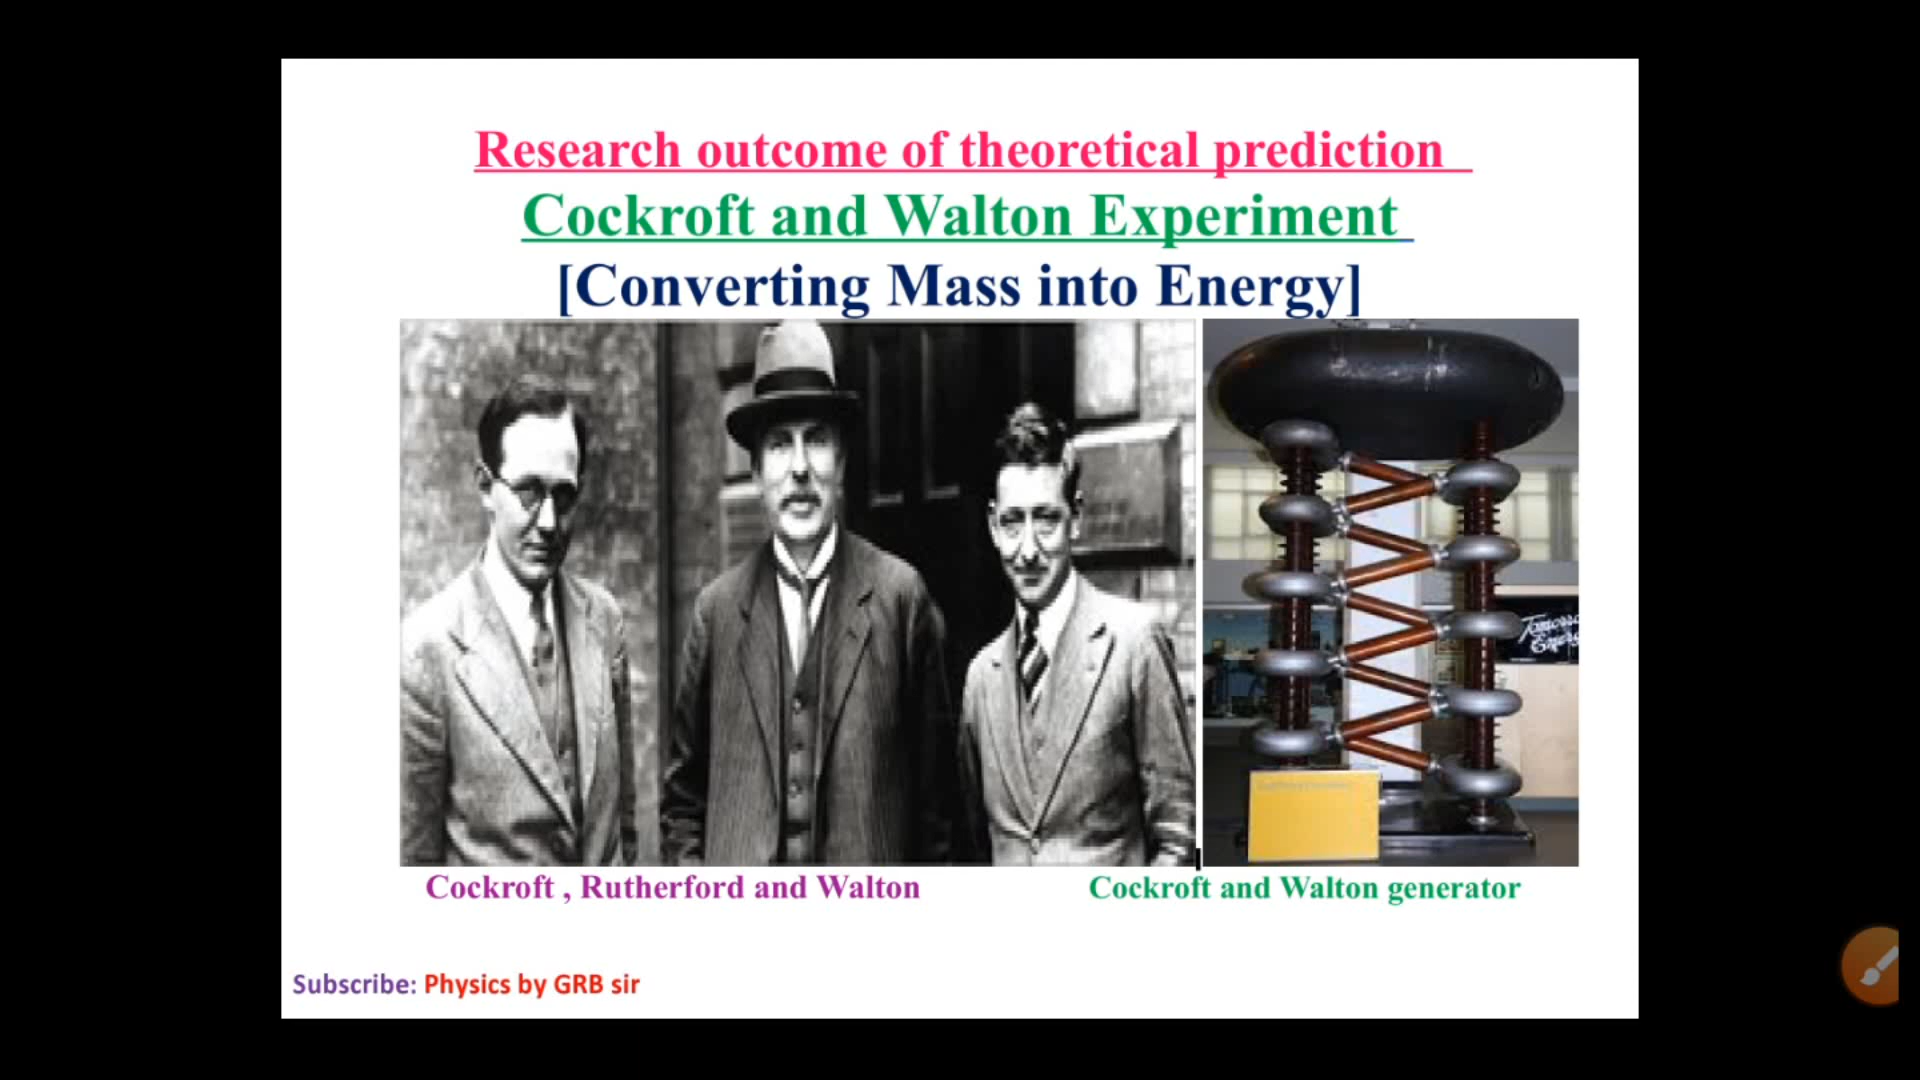 Research outcome of theoretical prediction
Cockroft and Walton Experiment
[Converting Mass into Energy]
Cockroft , Rutherford and Walton
Cockroft and Walton generator
Subscribe: Physics by GRB sir